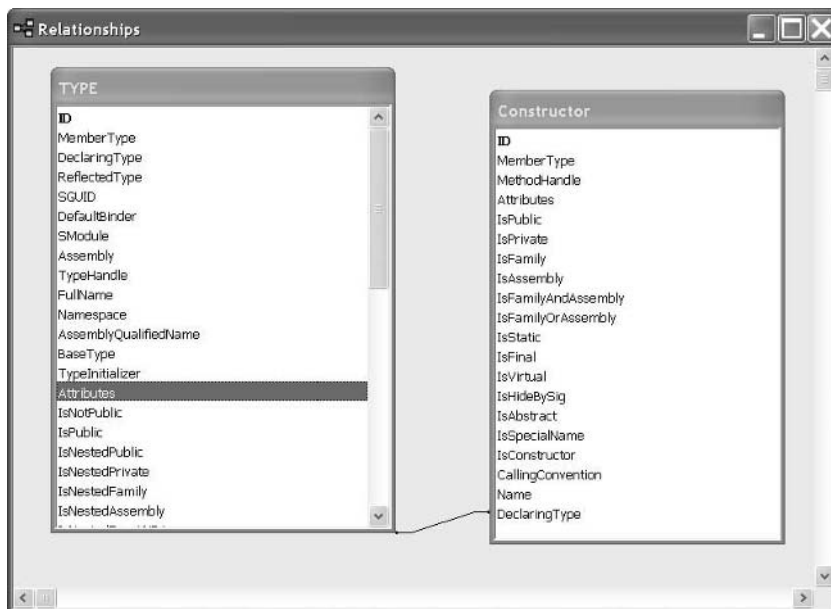 Relationships
TYPE
ID
MemberType
DeclaringType
ReflectedType
SGUID
DefaultBinder
SModule
Assembly
TypeHandle
FullName
Namespace
AssemblyQualifiedName
BaseType
TypeInitializer
Attributes
IsNotPublic
IsPublic
IsNestedPublic
IsNestedPrivate
IsNestedFamily
IsNestedAssembly
Constructor
ID
MemberType
MethodHandle
Attributes
IsPublic
IsPrivate
IsFamily
IsAssembly
IsFamilyAndAssembly
IsFamilyOrAssembly
IsStatic
IsFinal
IsVirtual
IsHideBySig
IsAbstract
IsSpecialName
IsConstructor
CallingConvention
Name
DeclaringType